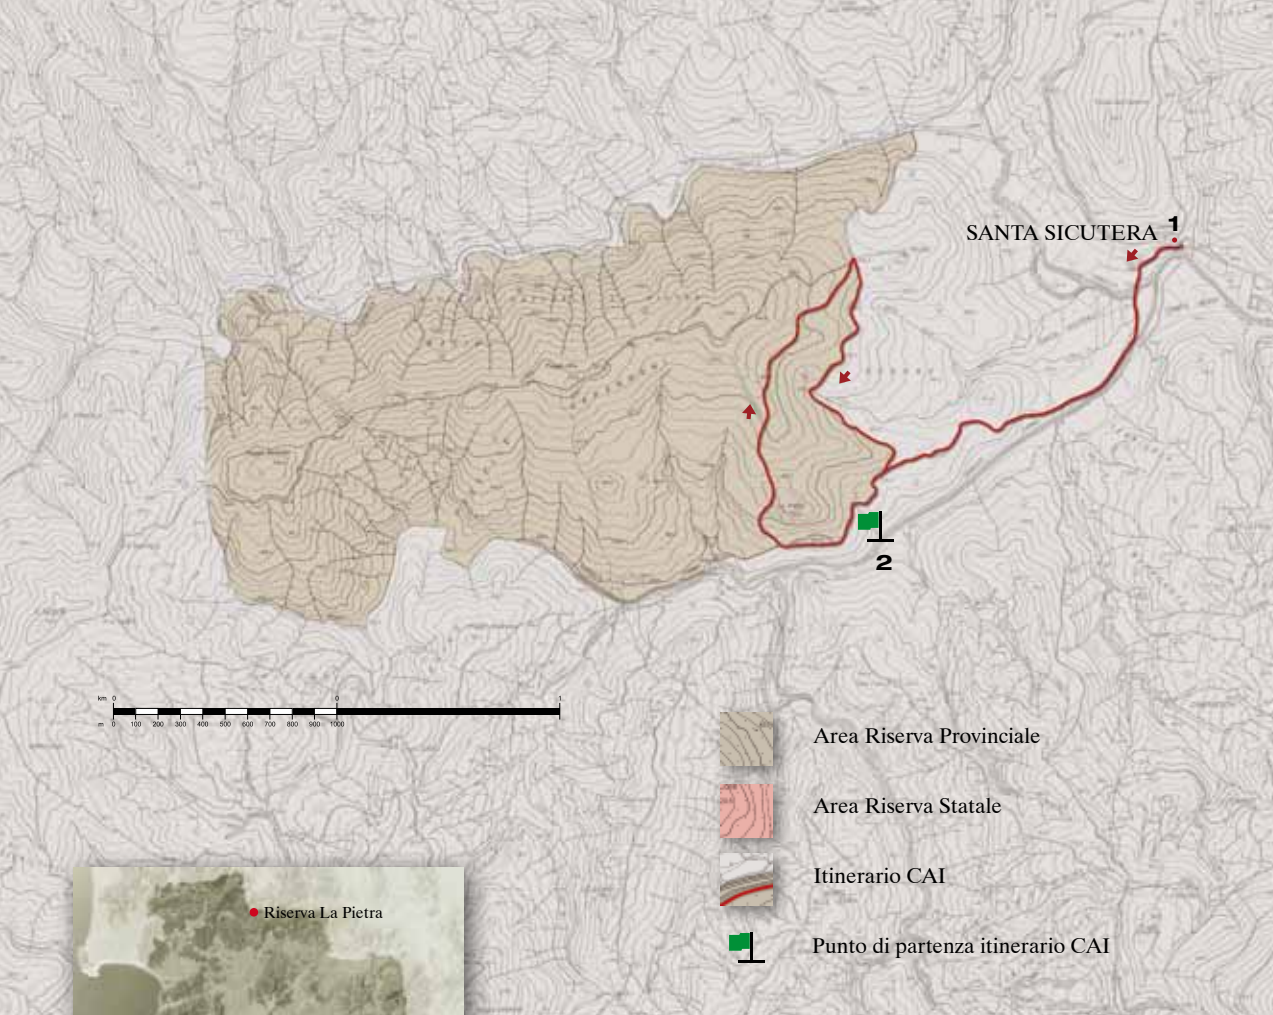 1
SANTA SICUTERA
2
km 0 0 1
m 0 100 200 300 400 500 600 700 800 900 1000
Area Riserva Provinciale
Area Riserva Statale
Itinerario CAI
Riserva La Pietra
Punto di partenza itinerario CAI